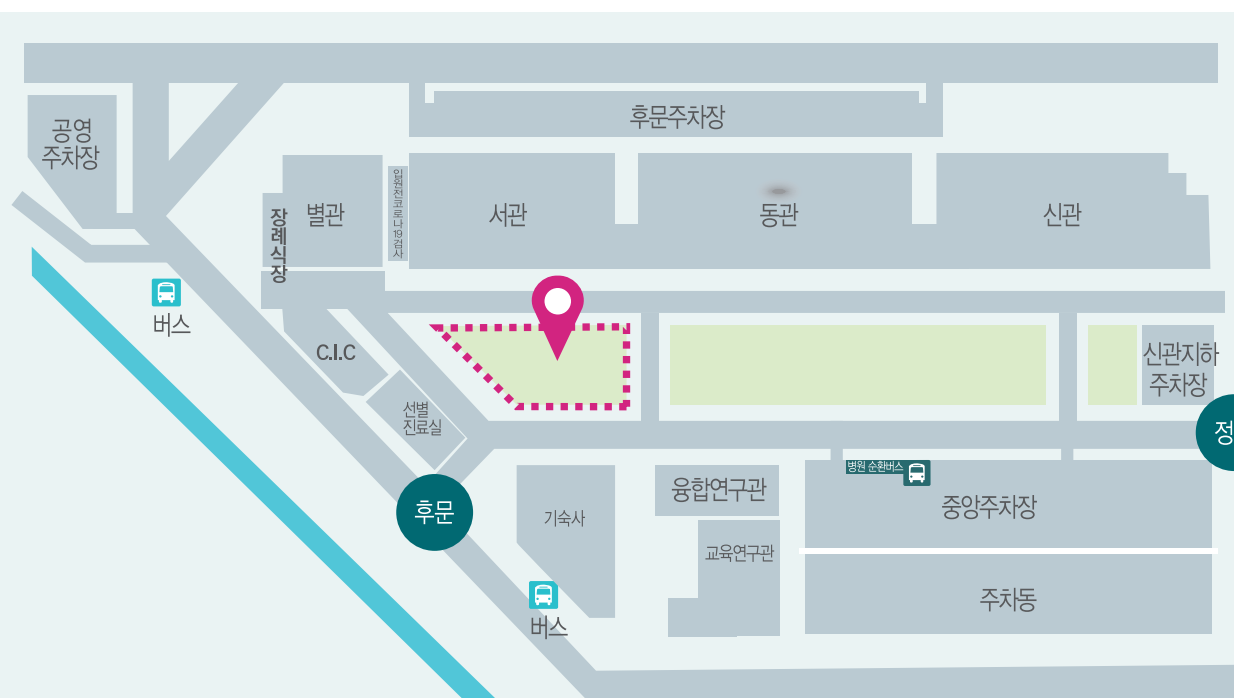 후문주차장
공영
주차장
장례식장
별관
입원전코로나19검사
서관
동관
신관
버스
C.I.C
신관지하
주차장
선별
진료실
정
병원 순환버스
융합연구관
중앙주차장
후문
기숙사
교육연구관
버스
주차동